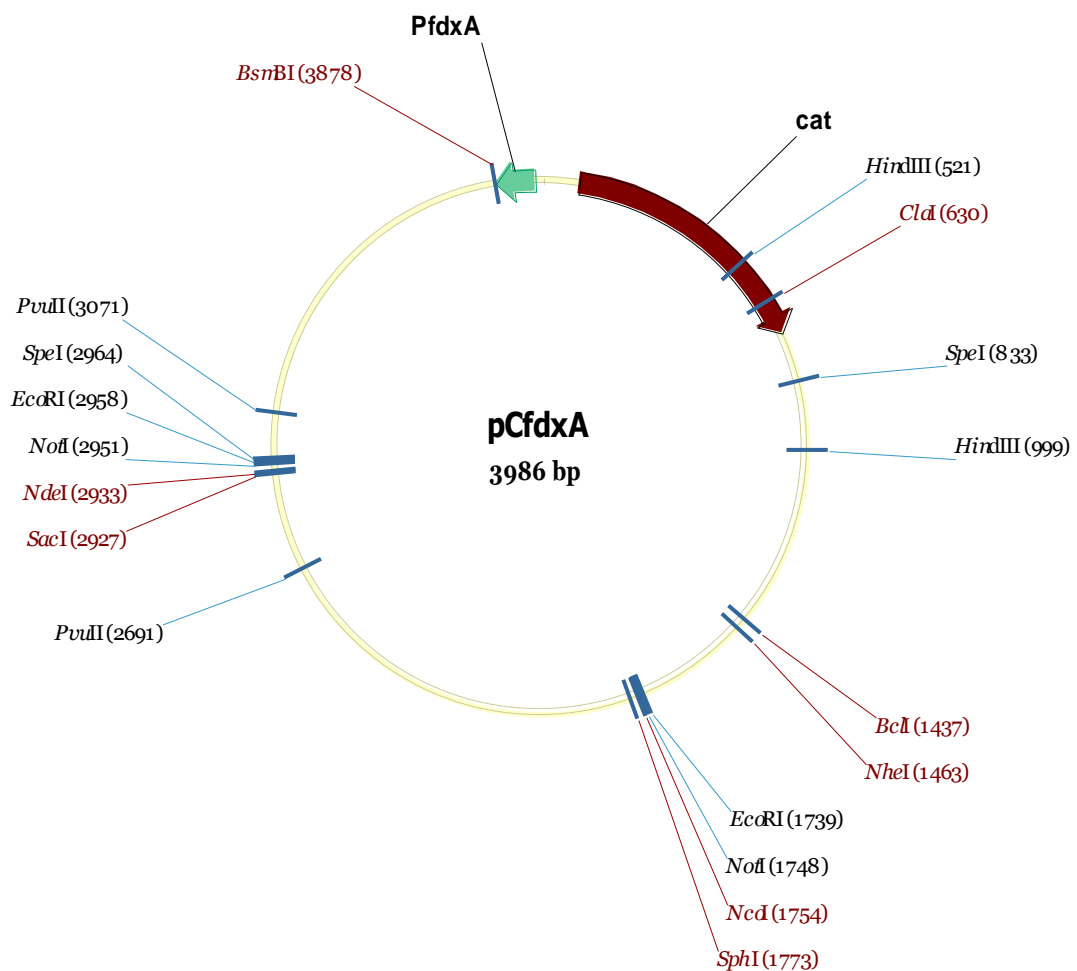 PfdxA
BsmBI (3878)
cat
HindIII (521)
ClaI (630)
PvuII (3071)
SpeI (2964)
SpeI (833)
EcoRI (2958)
pCfdxA
NotI (2951)
HindIII (999)
3986 bp
NdeI (2933)
SacI (2927)
PvuII (2691)
BclI (1437)
NheI (1463)
EcoRI (1739)
NotI (1748)
NcoI (1754)
SphI (1773)